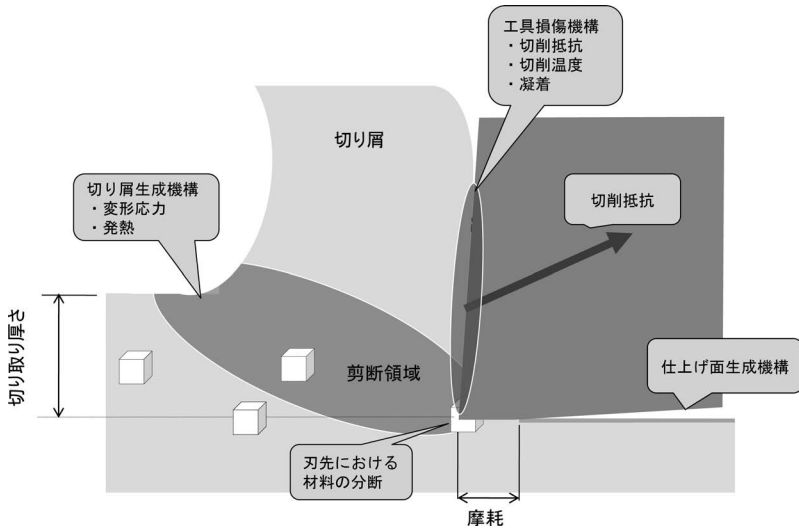 工具損傷機構
・切削抵抗
・切削温度
・凝着
切り屑
切り屑生成機構
・変形応力
・発熱
切削抵抗
切り取り厚さ
剪断領域
仕上げ面生成機構
刃先における
材料の分断
摩耗